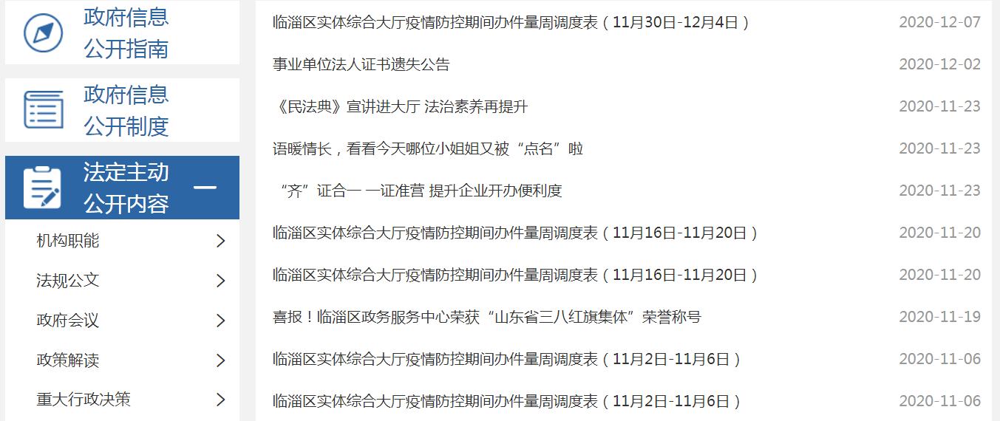 政府信息
公开指南
政府信息
公开制度
法定主动
公开内容
机构职能
法规公文
政府会议
政策解读
重大行政决策
临淄区实体综合大厅疫情防控期间办件量周调度表（11月30日-12月4日） 2020-12-07
事业单位法人证书遗失公告 2020-12-02
《民法典》宣讲进大厅 法治素养再提升 2020-11-23
语暖情长，看看今天哪位小姐姐又被“点名”啦 2020-11-23
“齐”证合一 一证准营 提升企业开办便利度 2020-11-23
临淄区实体综合大厅疫情防控期间办件量周调度表（11月16日-11月20日） 2020-11-20
临淄区实体综合大厅疫情防控期间办件量周调度表（11月16日-11月20日） 2020-11-20
喜报！临淄区政务服务中心荣获“山东省三八红旗集体”荣誉称号 2020-11-19
临淄区实体综合大厅疫情防控期间办件量周调度表（11月2日-11月6日） 2020-11-06
临淄区实体综合大厅疫情防控期间办件量周调度表（11月2日-11月6日） 2020-11-06